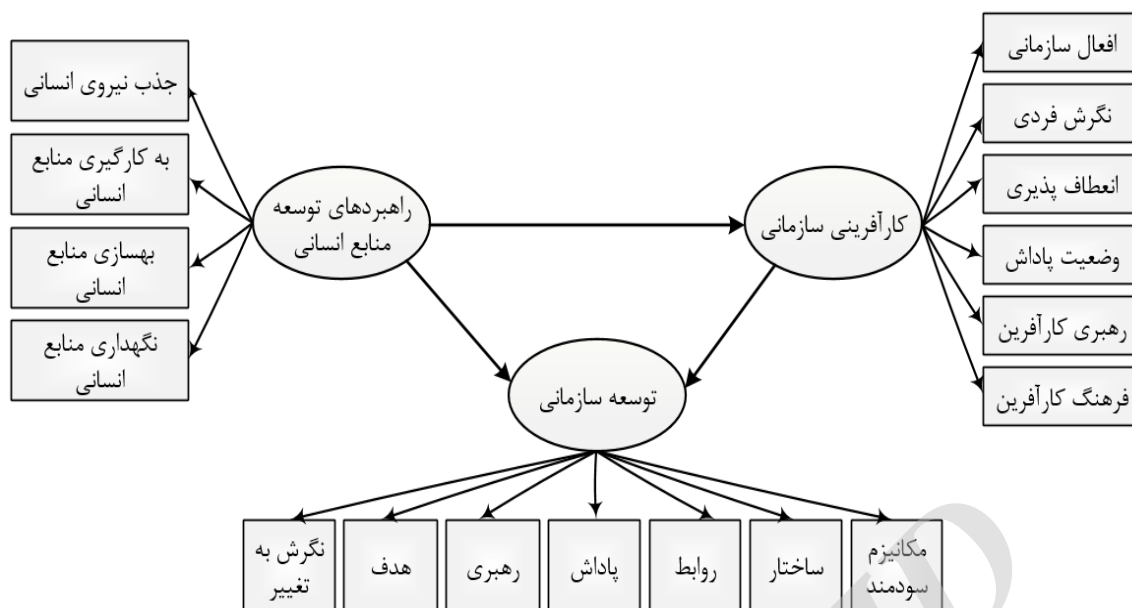 افعال سازمانی
نگرش فردی
انعطاف پذیری
وضعیت پاداش
رهبری کارآفرین
فرهنگ کارآفرین
کارآفرینی سازمانی
راهبردهای توسعه
منابع انسانی
جذب نیروی انسانی
به کارگیری منابع
انسانی
بهسازی منابع
انسانی
نگهداری منابع
انسانی
توسعه سازمانی
مکانیزم
سودمند
ساختار
روابط
پاداش
رهبری
هدف
نگرش به
تغییر